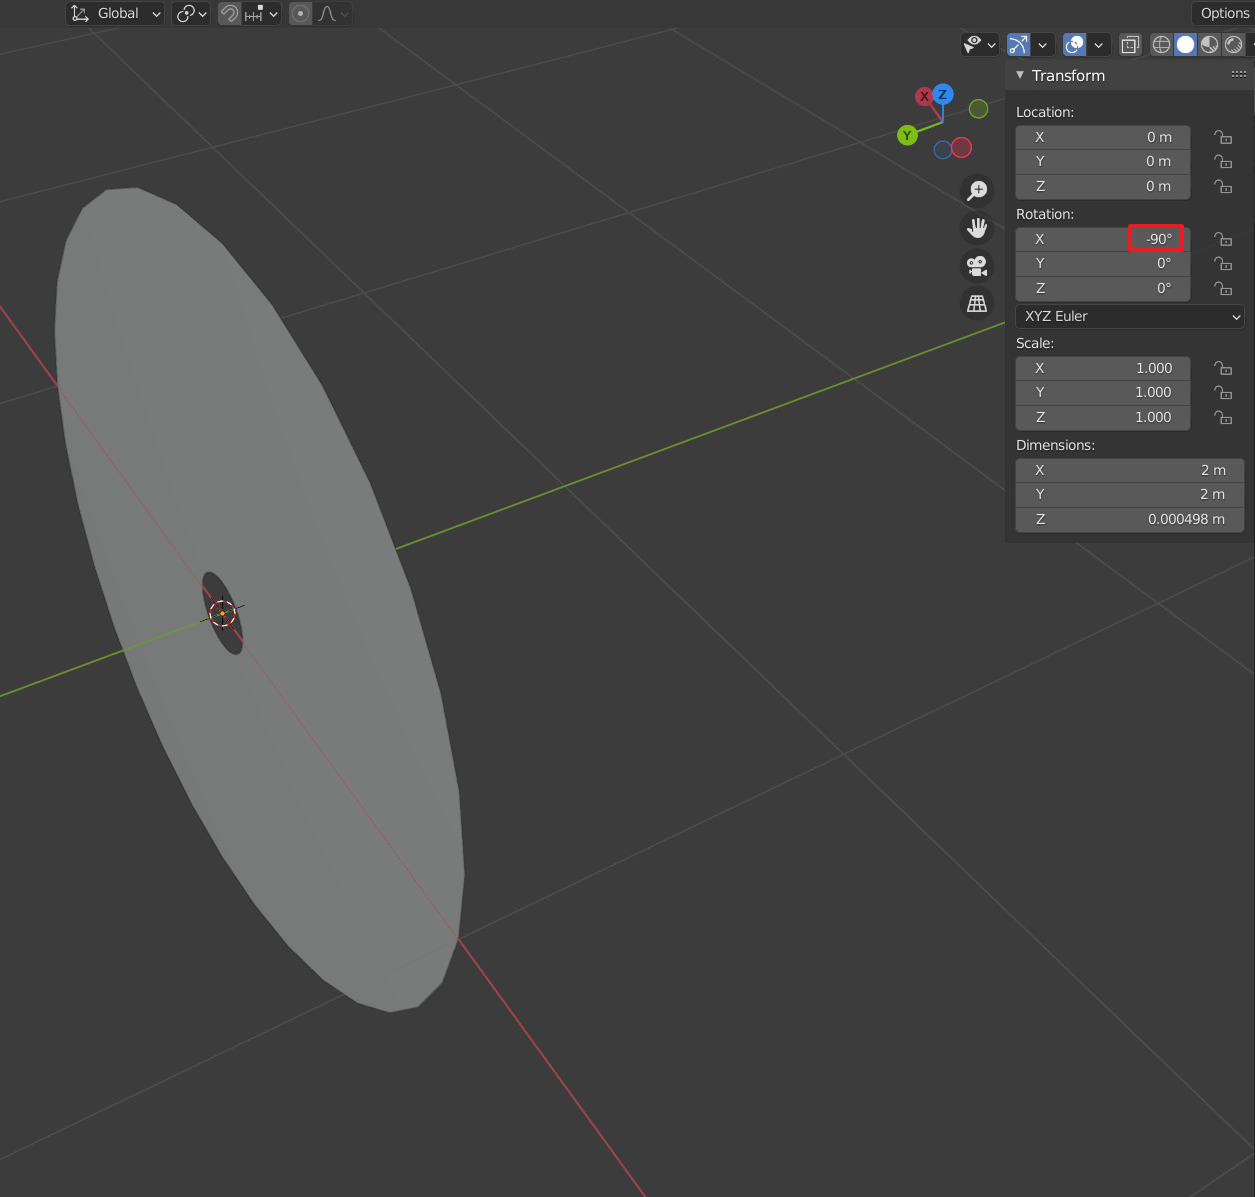 Global
Options
Transform
X
Z
Y
Location:
X 0 m
Y 0 m
Z 0 m
Rotation:
X -90°
Y 0°
Z 0°
XYZ Euler
Scale:
X 1.000
Y 1.000
Z 1.000
Dimensions:
X 2 m
Y 2 m
Z 0.000498 m